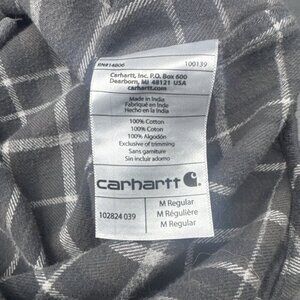 RN#14806 100139
Carhartt, Inc. P.O. Box 600
Dearborn, MI 48121 USA
carhartt.com
Made in India
Fabriqué en Inde
Hecho en la India
100% Cotton
100% Coton
100% Algodón
Exclusive of trimming
Sans garniture
Sin incluir adorno
carhartt
102824 039
M Regular
M Régulière
M Regular